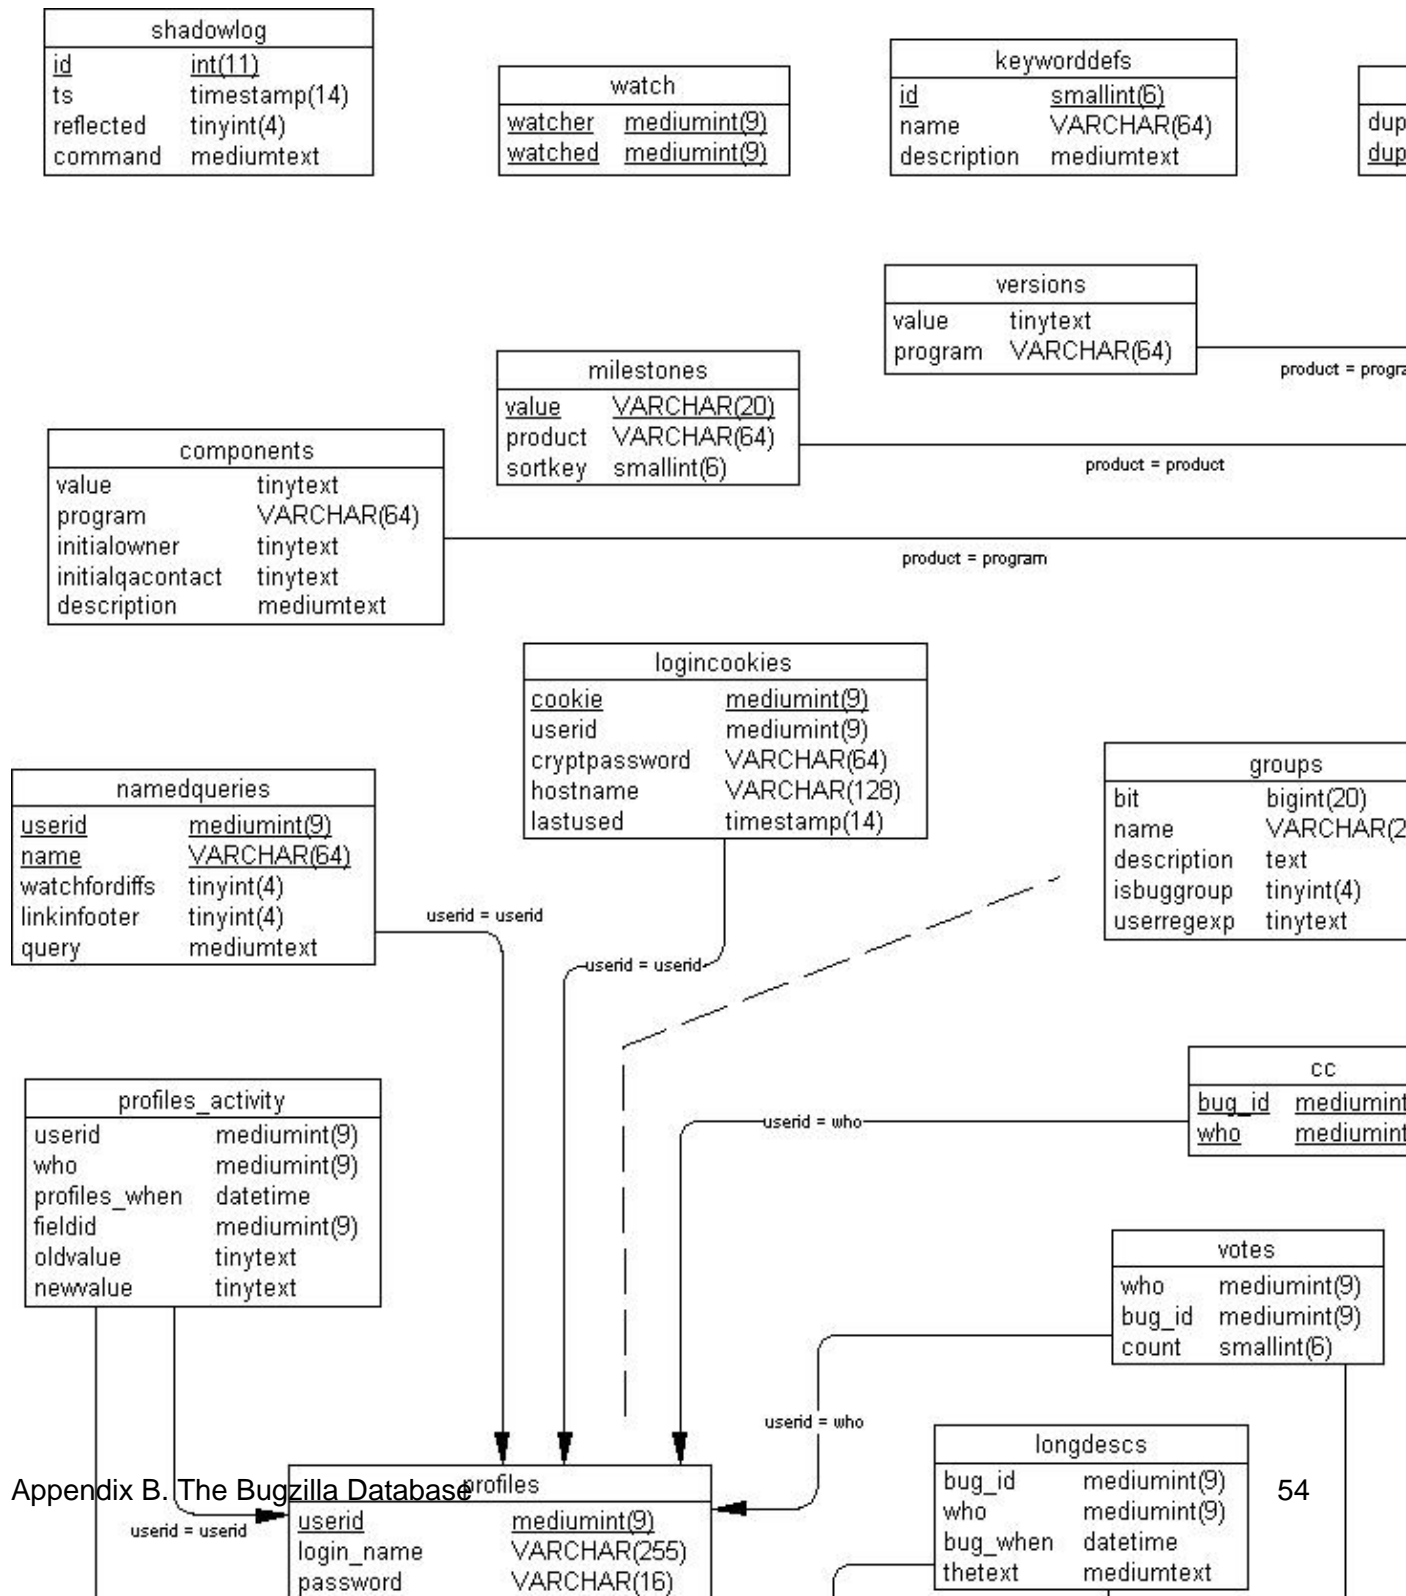 shadowlog
id int(11)
ts timestamp(14)
reflected tinyint(4)
command mediumtext
watch
watcher mediumint(9)
watched mediumint(9)
keyworddefs
id smallint(6)
name VARCHAR(64)
description mediumtext
dup
dup
versions
value tinytext
program VARCHAR(64)
product = progra
milestones
value VARCHAR(20)
product VARCHAR(64)
sortkey smallint(6)
product = product
components
value tinytext
program VARCHAR(64)
initialowner tinytext
initialqacontact tinytext
description mediumtext
product = program
logincookies
cookie mediumint(9)
userid mediumint(9)
cryptpassword VARCHAR(64)
hostname VARCHAR(128)
lastused timestamp(14)
groups
bit bigint(20)
name VARCHAR(2
description text
isbuggroup tinyint(4)
userregexp tinytext
namedqueries
userid mediumint(9)
name VARCHAR(64)
watchfordiffs tinyint(4)
linkinfooter tinyint(4)
query mediumtext
userid = userid
userid = userid
cc
bug_id mediumint
who mediumint
userid = who
profiles_activity
userid mediumint(9)
who mediumint(9)
profiles_when datetime
fieldid mediumint(9)
oldvalue tinytext
newvalue tinytext
votes
who mediumint(9)
bug_id mediumint(9)
count smallint(6)
userid = who
longdescs
bug_id mediumint(9)
who mediumint(9)
bug_when datetime
thetext mediumtext
Appendix B. The Bugzilla Database
54
userid = userid
profiles
userid mediumint(9)
login_name VARCHAR(255)
password VARCHAR(16)